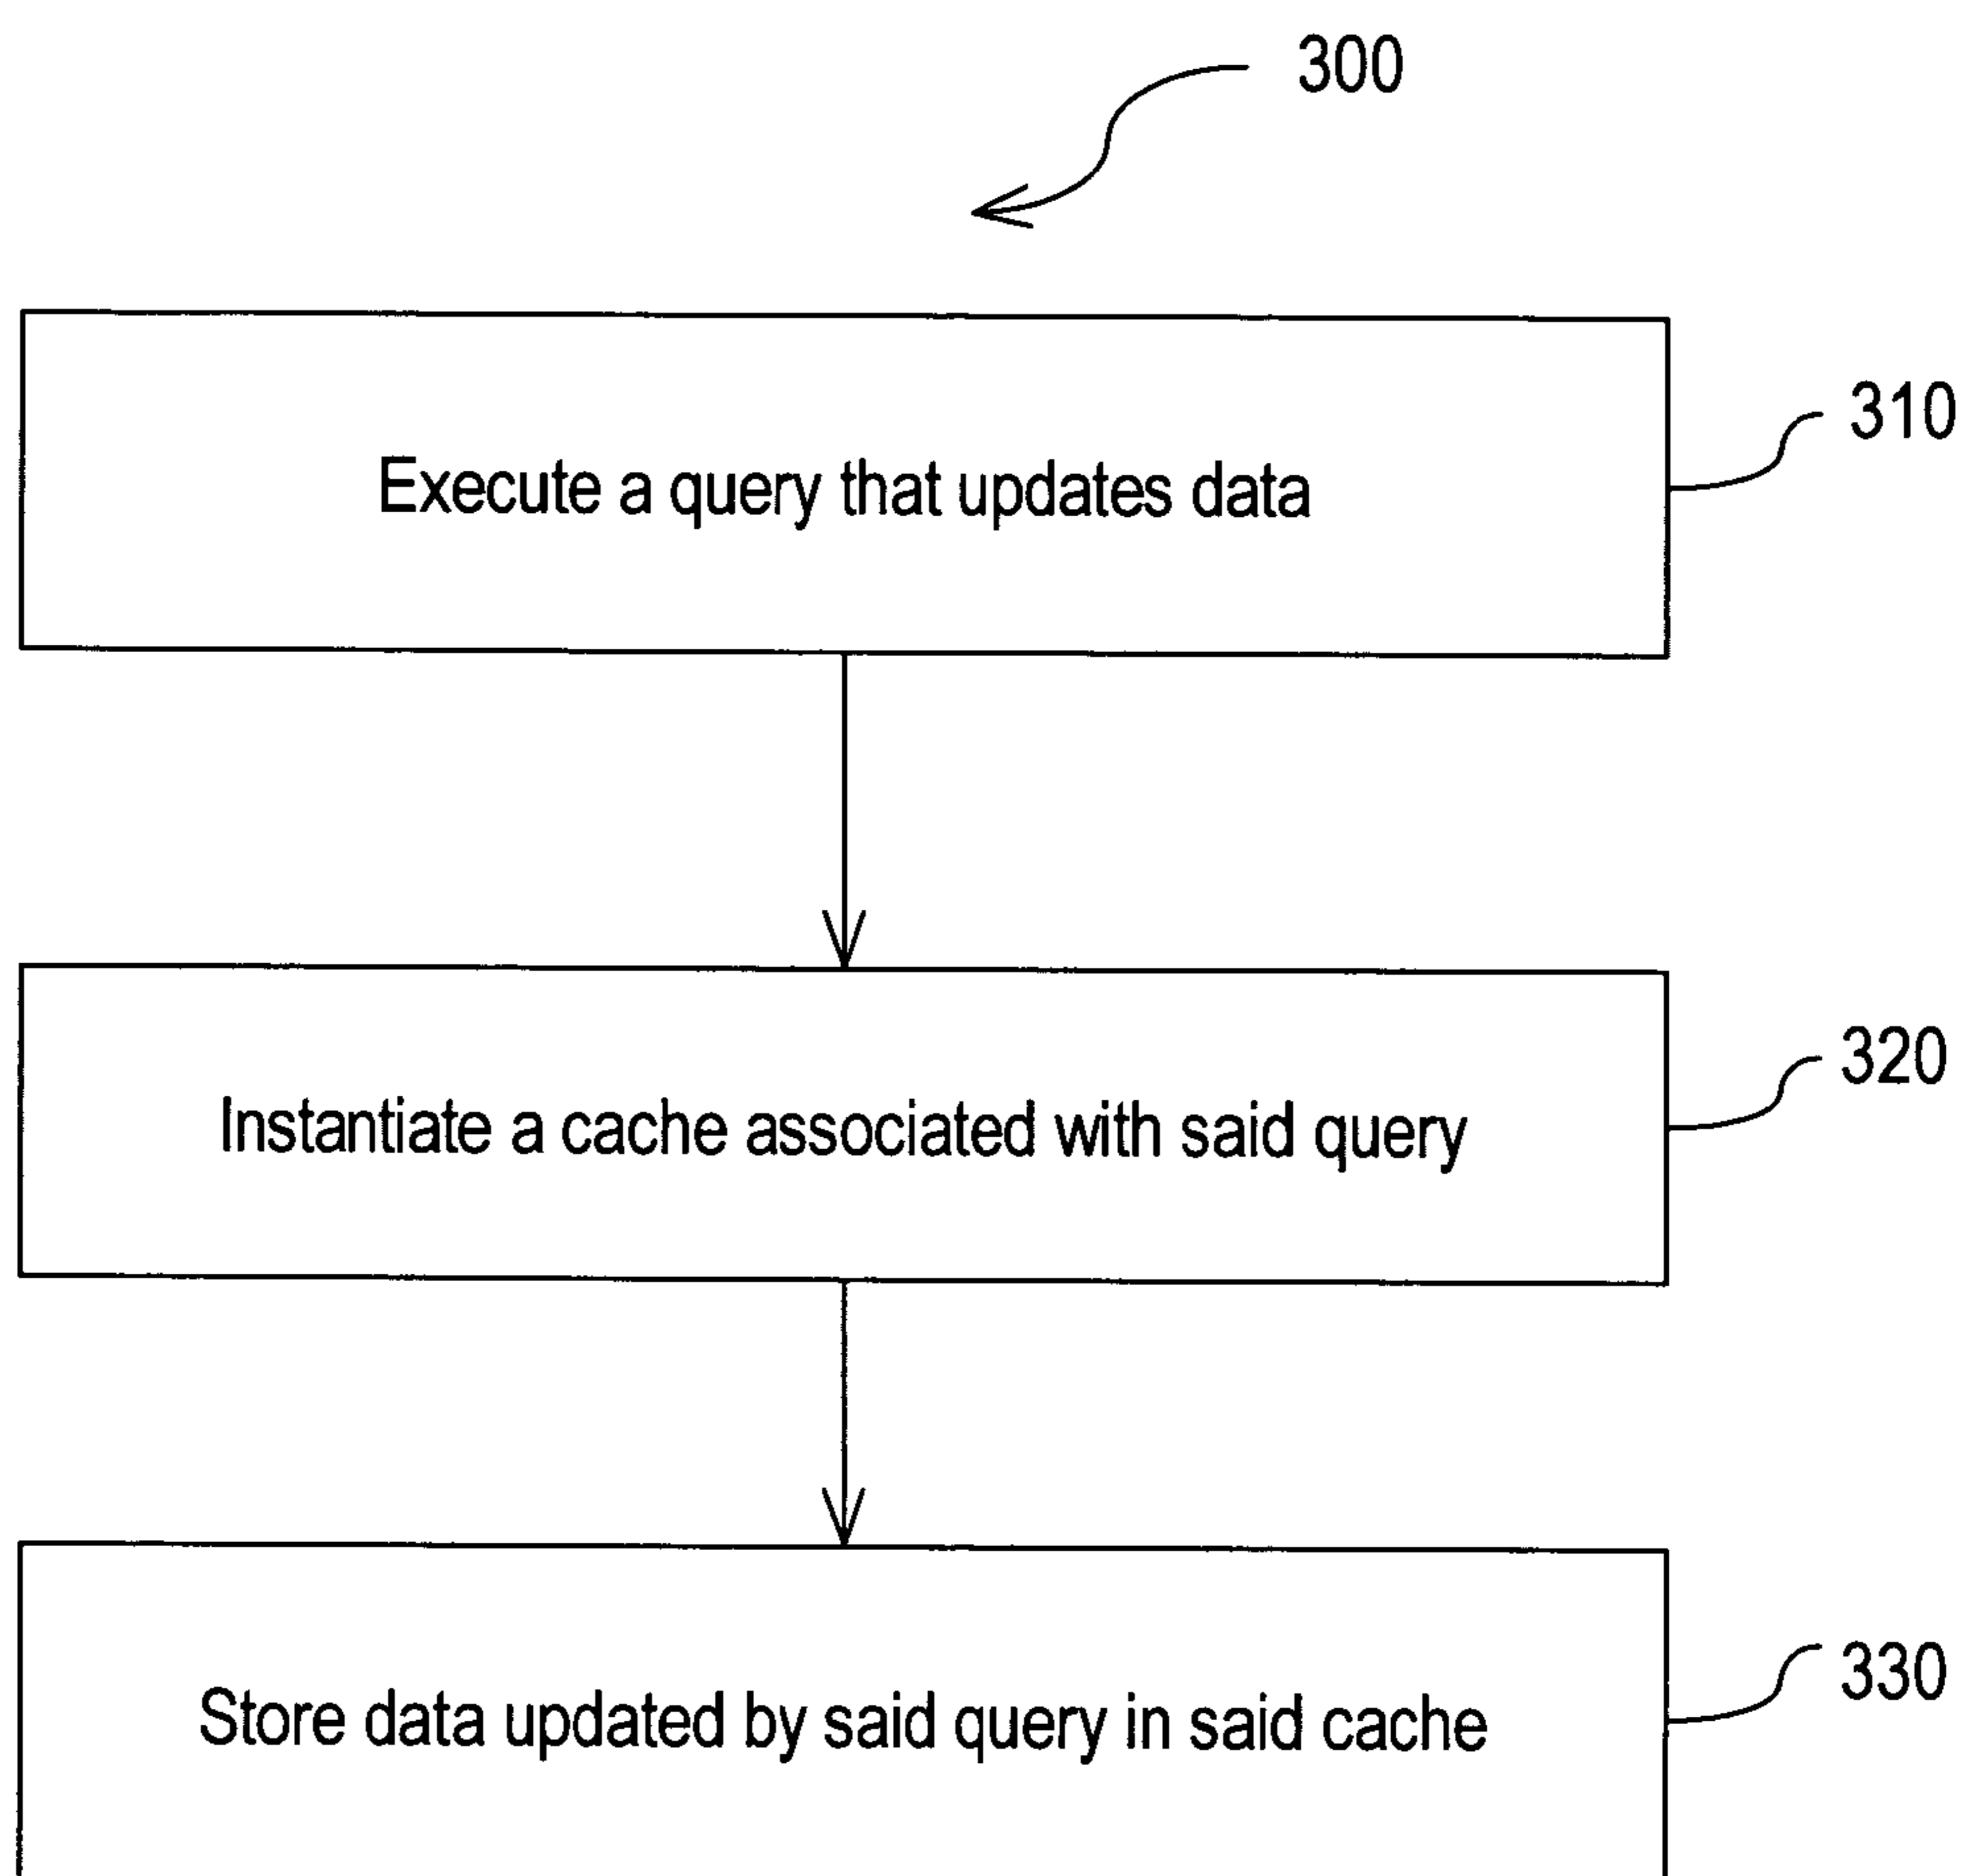 300
Execute a query that updates data
310
Instantiate a cache associated with said query
320
Store data updated by said query in said cache
330